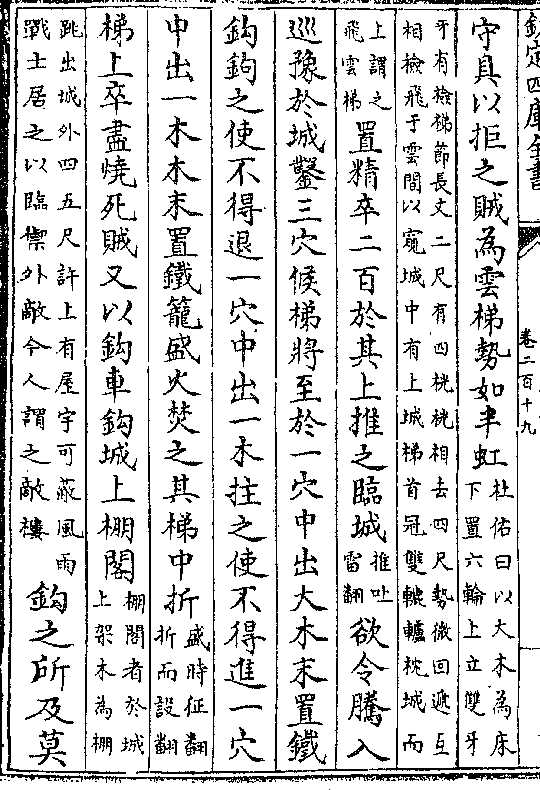 欽定四庫全書
卷二百十九
守具以拒之賊為雲梯勢如半虹杜佑曰以大木為床下置六輪上立雙牙
牙有檢梯節長丈二尺有四桄桄相去四尺勢微回遞互相檢飛于雲間以窺城中有上城梯首冠雙轆轤枕城而
上謂之飛雲梯置精卒二百於其上推之臨城推吐雷翻欲令騰入
巡豫於城鑿三穴候梯將至於一穴中出大木末置鐵
鈎鈎之使不得退一穴中出一木拄之使不得進一穴
中出一木木末置鐵籠盛火焚之其梯中折盛時征翻折而設翻
梯上卒盡燒死賊又以鈎車鈎城上棚閣棚閣者於城上架木為棚
跳出城外四五尺許上有屋宇可蔽風雨戰士居之以臨禦外敵今人謂之敵樓鈎之所及莫